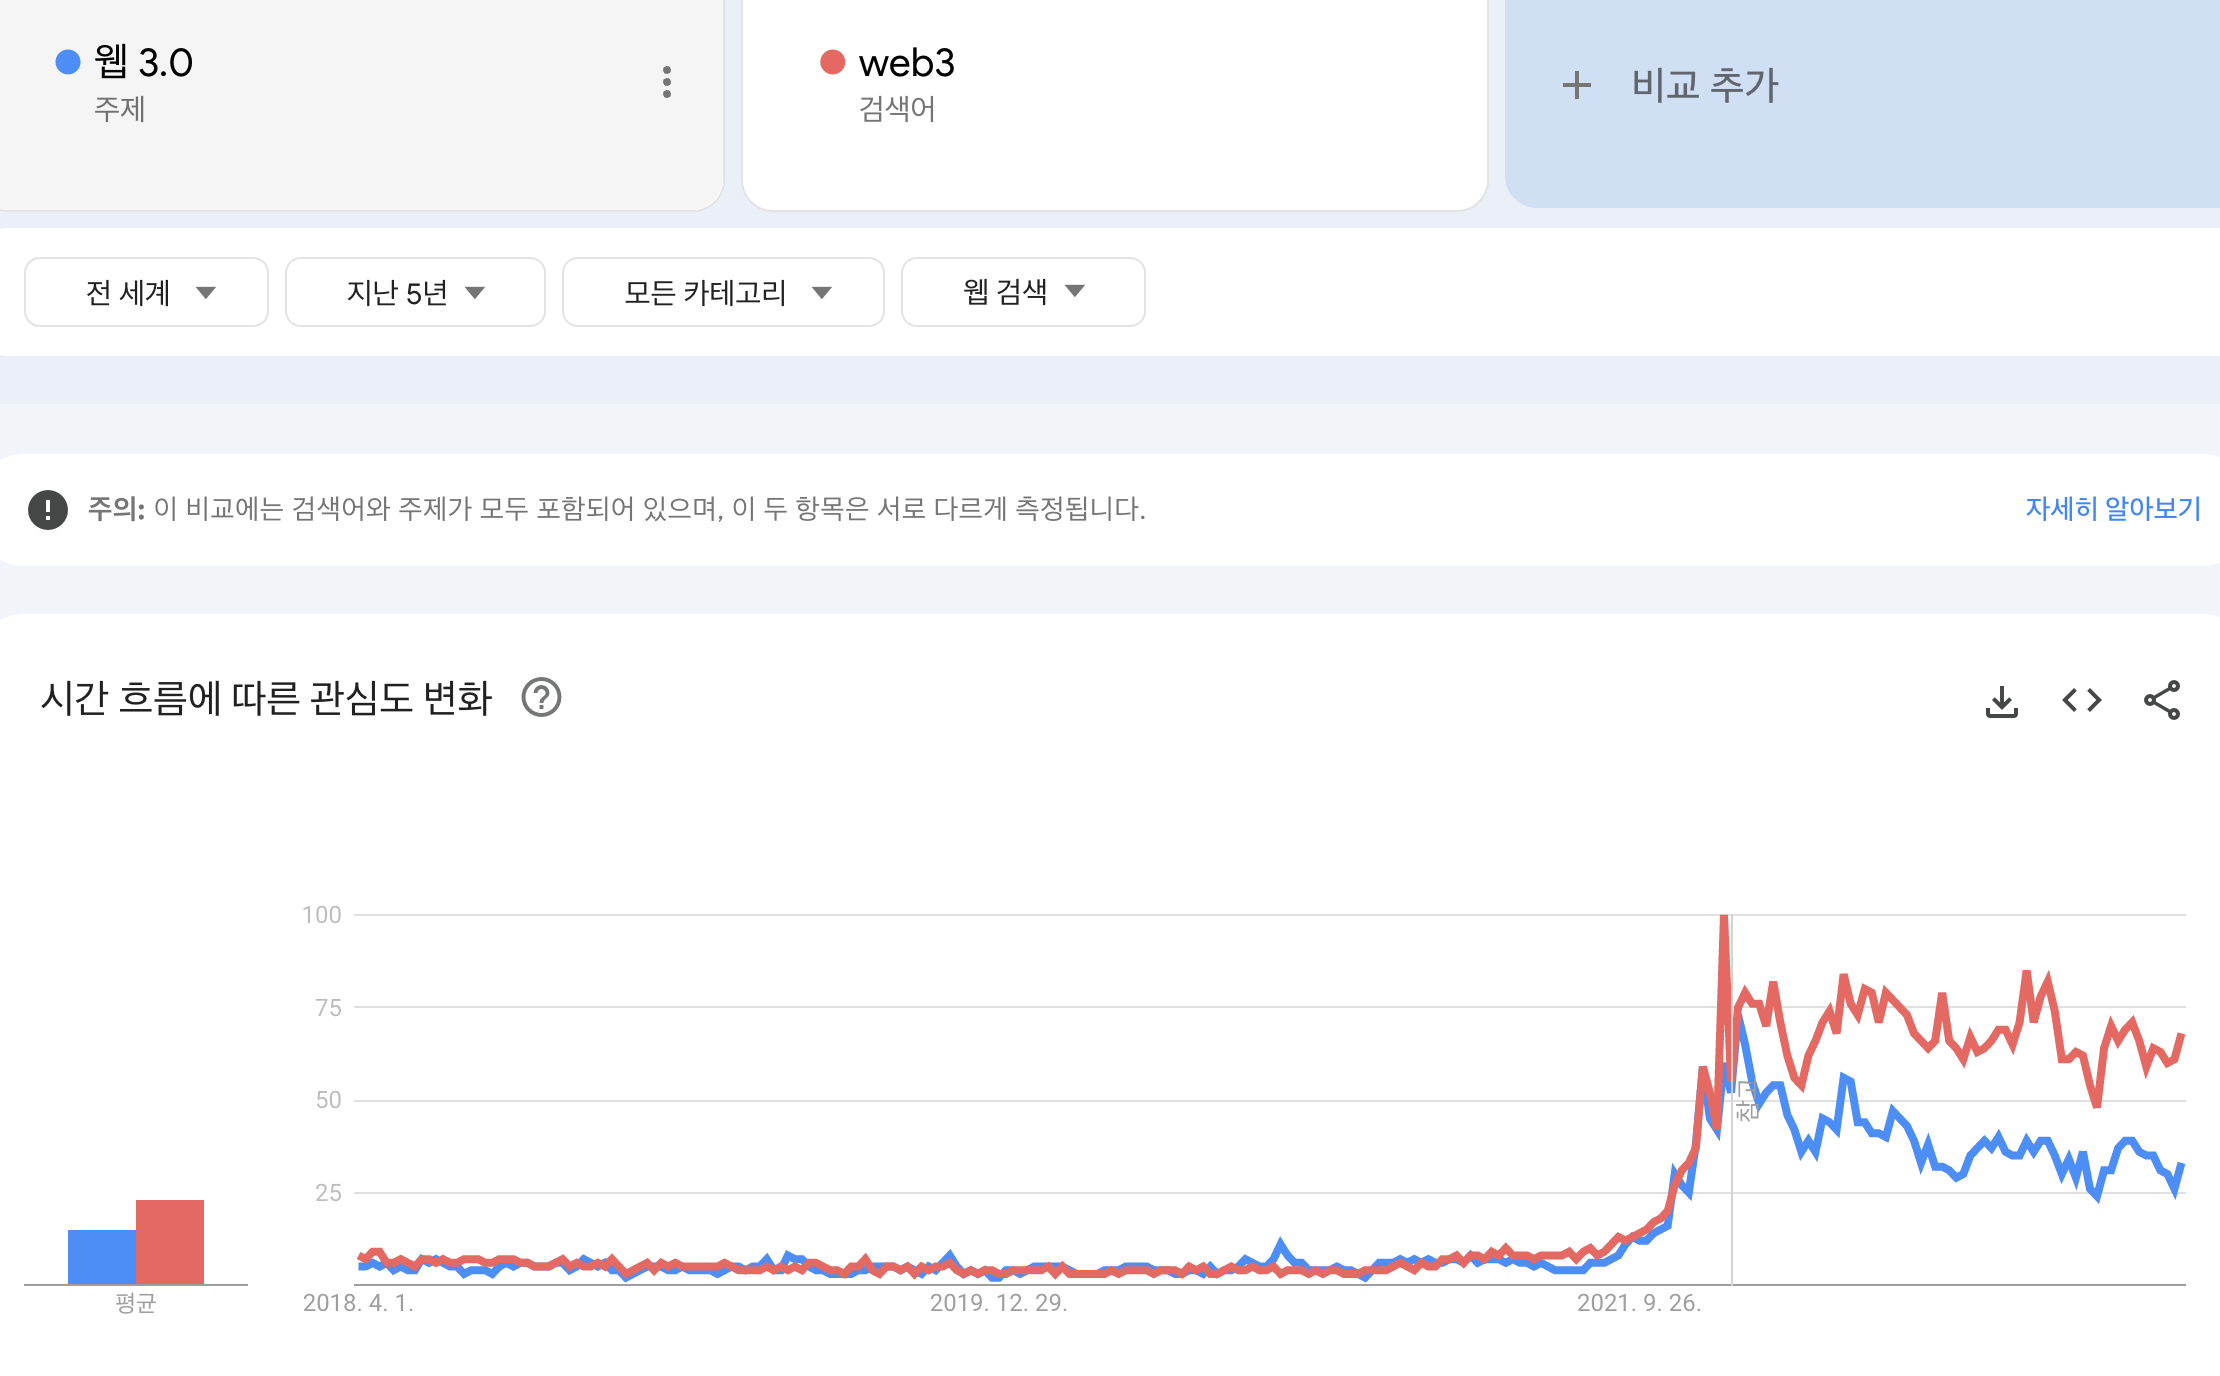 웹 3.0
주제
web3
검색어
비교 추가
전 세계
지난 5년
모든 카테고리
웹 검색
주의: 이 비교에는 검색어와 주제가 모두 포함되어 있으며, 이 두 항목은 서로 다르게 측정됩니다.
자세히 알아보기
시간 흐름에 따른 관심도 변화
100
75
50
25
참고
평균
2018. 4. 1.
2019. 12. 29.
2021. 9. 26.